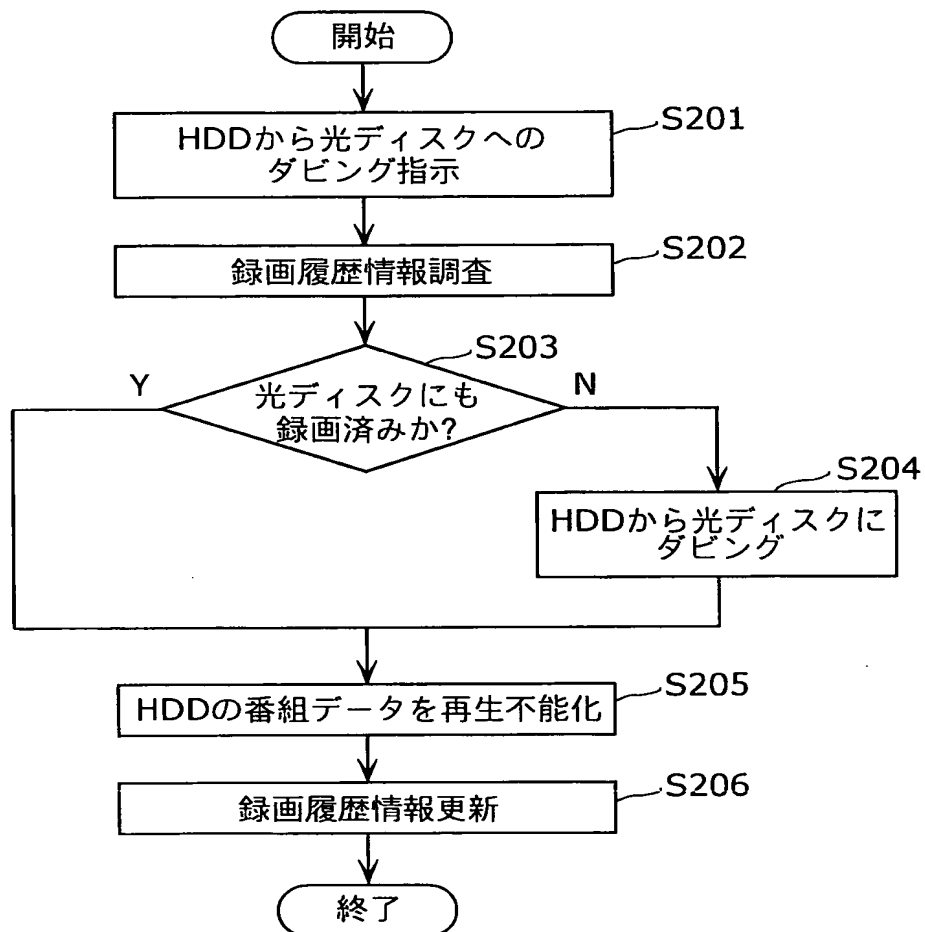 開始
HDDから光ディスクへの
ダビング指示
S201
録画履歴情報調査
S202
S203
光ディスクにも
録画済みか?
Y
N
S204
HDDから光ディスクに
ダビング
HDDの番組データを再生不能化
S205
録画履歴情報更新
S206
終了